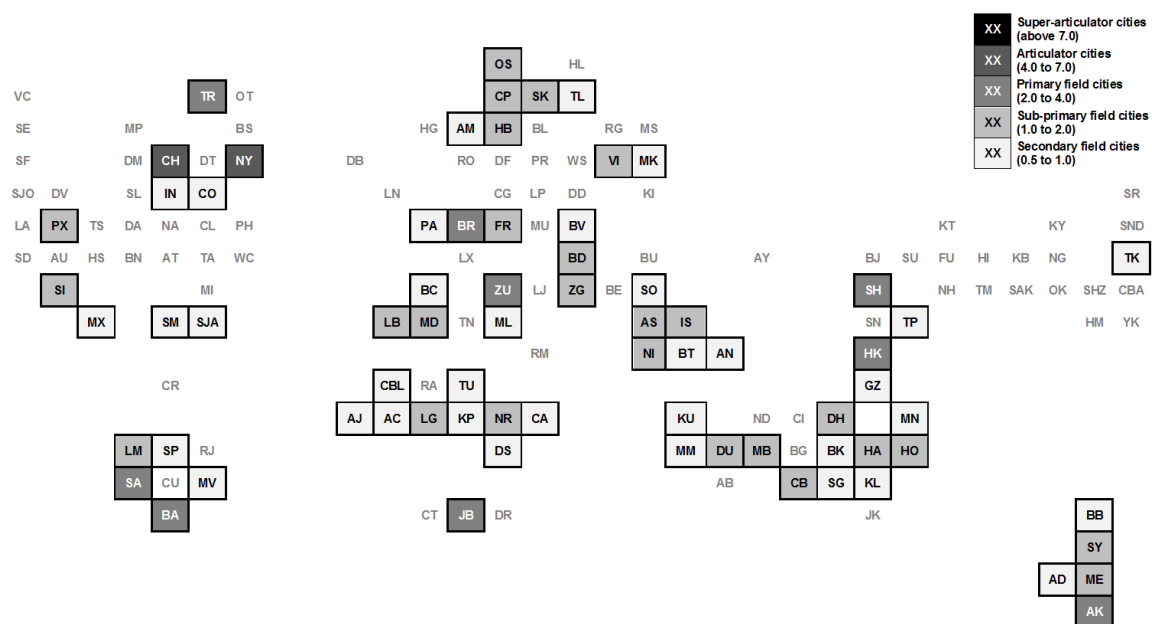 XX Super-articulator cities
(above 7.0)
XX Articulator cities
(4.0 to 7.0)
XX Primary field cities
(2.0 to 4.0)
XX Sub-primary field cities
(1.0 to 2.0)
XX Secondary field cities
(0.5 to 1.0)
OS HL
VC TR OT CP SK TL
SE MP BS HG AM HB BL RG MS
SF DM CH DT NY DB RO DF PR WS VI MK
SJO DV SL IN CO LN CG LP DD KI SR
LA PX TS DA NA CL PH PA BR FR MU BV KT KY SND
SD AU HS BN AT TA WC LX BD BU AY BJ SU FU HI KB NG TK
SI MI BC ZU LJ ZG BE SO SH NH TM SAK OK SHZ CBA
MX SM SJA LB MD TN ML AS IS SN TP HM YK
RM NI BT AN HK
CR CBL RA TU GZ
AJ AC LG KP NR CA KU ND CI DH MN
LM SP RJ DS MM DU MB BG BK HA HO
SA CU MV AB CB SG KL
BA CT JB DR JK BB
SY
AD ME
AK